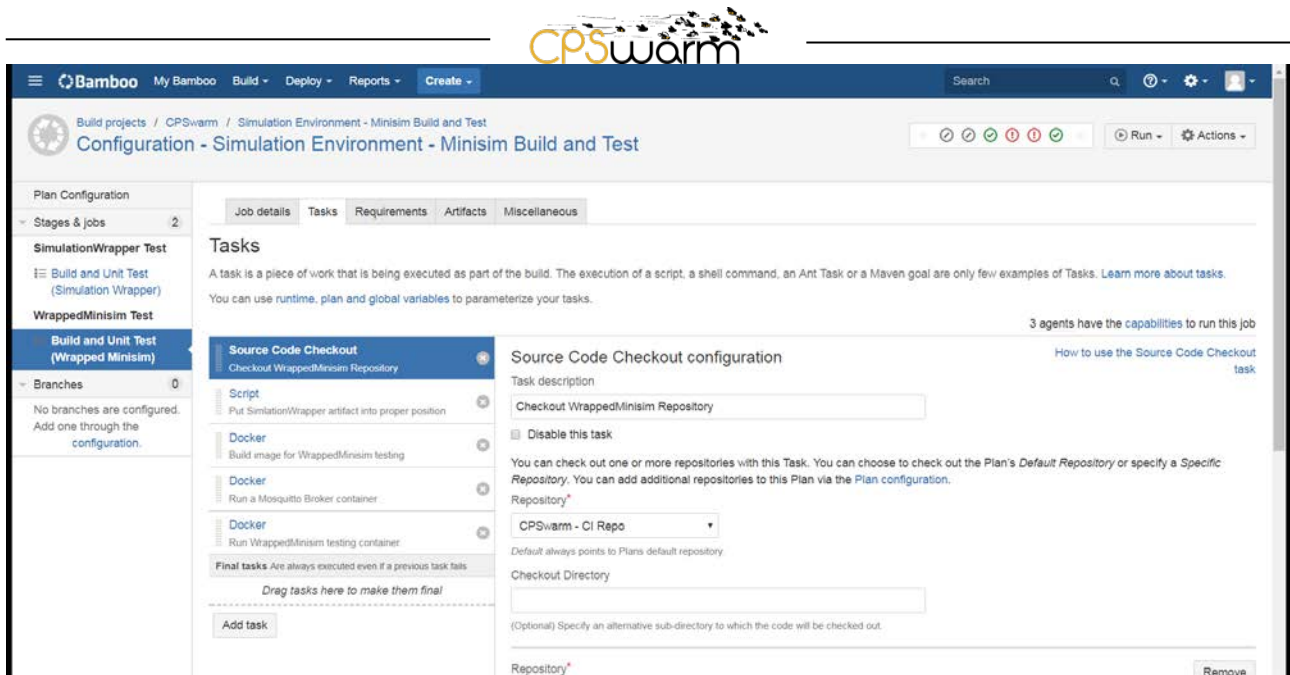 CPSwarm
Bamboo My Bamboo Build Deploy Reports Create Search
Build projects / CPSwarm / Simulation Environment - Minisim Build and Test
Configuration - Simulation Environment - Minisim Build and Test
Run Actions
Plan Configuration
Stages & jobs 2
SimulationWrapper Test
Build and Unit Test
(Simulation Wrapper)
WrappedMinisim Test
Build and Unit Test
(Wrapped Minisim)
Branches 0
No branches are configured.
Add one through the
configuration.
Job details Tasks Requirements Artifacts Miscellaneous
Tasks
A task is a piece of work that is being executed as part of the build. The execution of a script, a shell command, an Ant Task or a Maven goal are only few examples of Tasks. Learn more about tasks.
You can use runtime, plan and global variables to parameterize your tasks.
3 agents have the capabilities to run this job
Source Code Checkout
Checkout WrappedMinisim Repository
Script
Put SimlationWrapper artifact into proper position
Docker
Build image for WrappedMinisim testing
Docker
Run a Mosquitto Broker container
Docker
Run WrappedMinisim testing container
Final tasks Are always executed even if a previous task fails
Drag tasks here to make them final
Add task
Source Code Checkout configuration
How to use the Source Code Checkout
task
Task description
Checkout WrappedMinisim Repository
Disable this task
You can check out one or more repositories with this Task. You can choose to check out the Plan's Default Repository or specify a Specific
Repository. You can add additional repositories to this Plan via the Plan configuration.
Repository*
CPSwarm - CI Repo
Default always points to Plans default repository
Checkout Directory
(Optional) Specify an alternative sub-directory to which the code will be checked out.
Repository*
Remove